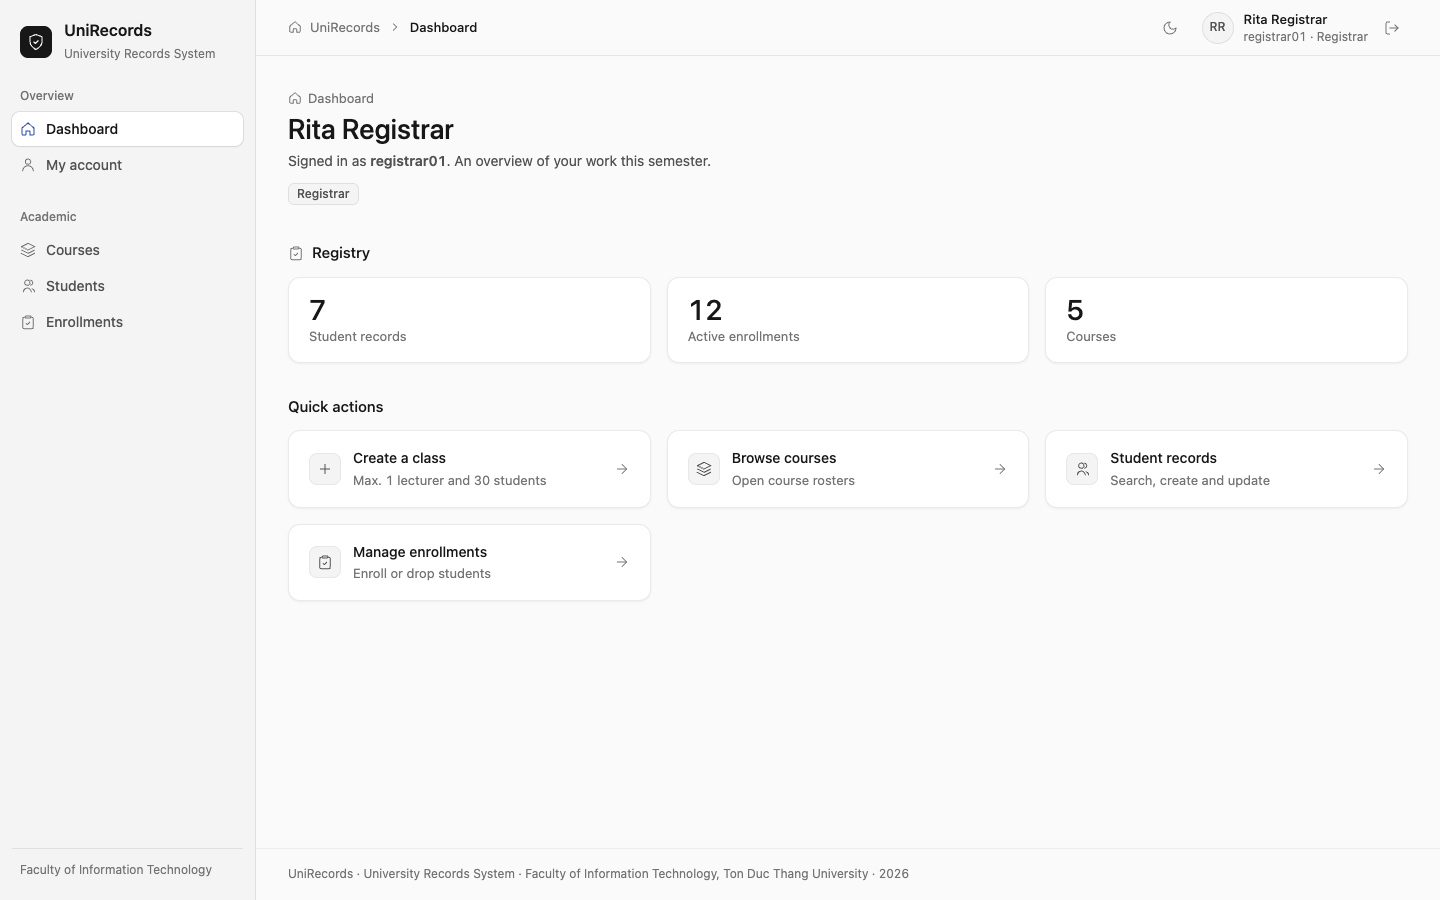 UniRecords
University Records System
Overview
Dashboard
My account
Academic
Courses
Students
Enrollments
Faculty of Information Technology
UniRecords > Dashboard
RR
Rita Registrar
registrar01 · Registrar
Dashboard
Rita Registrar
Signed in as registrar01. An overview of your work this semester.
Registrar
Registry
7
Student records
12
Active enrollments
5
Courses
Quick actions
Create a class
Max. 1 lecturer and 30 students
Browse courses
Open course rosters
Student records
Search, create and update
Manage enrollments
Enroll or drop students
UniRecords · University Records System · Faculty of Information Technology, Ton Duc Thang University · 2026